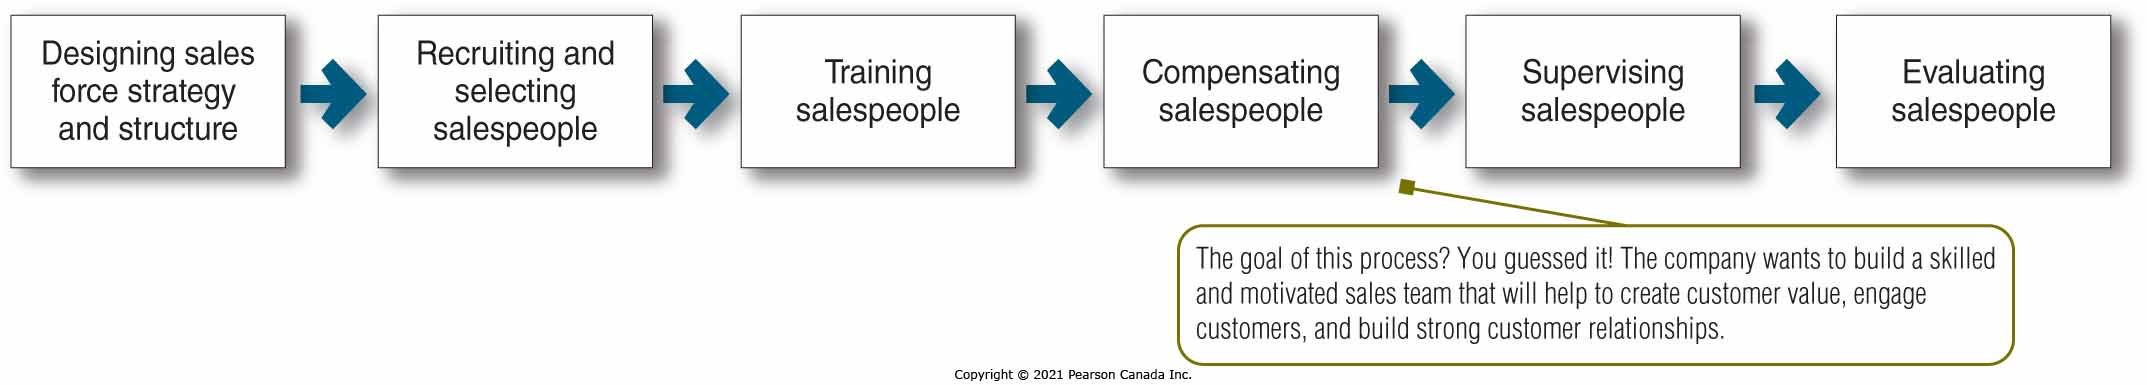 Designing sales
force strategy
and structure
Recruiting and
selecting
salespeople
Training
salespeople
Compensating
salespeople
Supervising
salespeople
Evaluating
salespeople
The goal of this process? You guessed it! The company wants to build a skilled
and motivated sales team that will help to create customer value, engage
customers, and build strong customer relationships.
Copyright © 2021 Pearson Canada Inc.